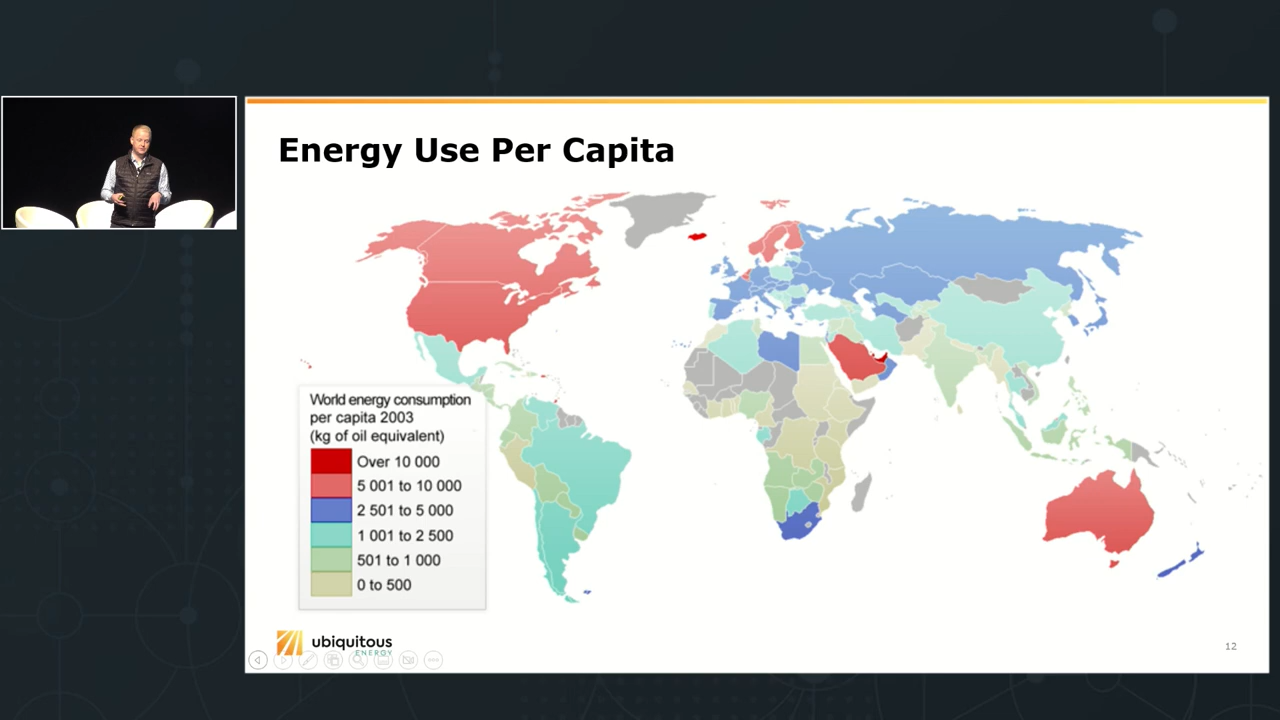 Energy Use Per Capita
World energy consumption
per capita 2003
(kg of oil equivalent)
Over 10 000
5 001 to 10 000
2 501 to 5 000
1 001 to 2 500
501 to 1 000
0 to 500
ubiquitous
ENERGY
12